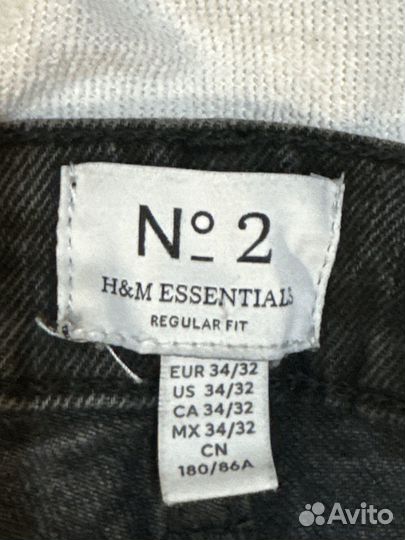 Nº 2
H&M ESSENTIALS
REGULAR FIT
EUR 34/32
US 34/32
CA 34/32
MX 34/32
CN
180/86A
Avito